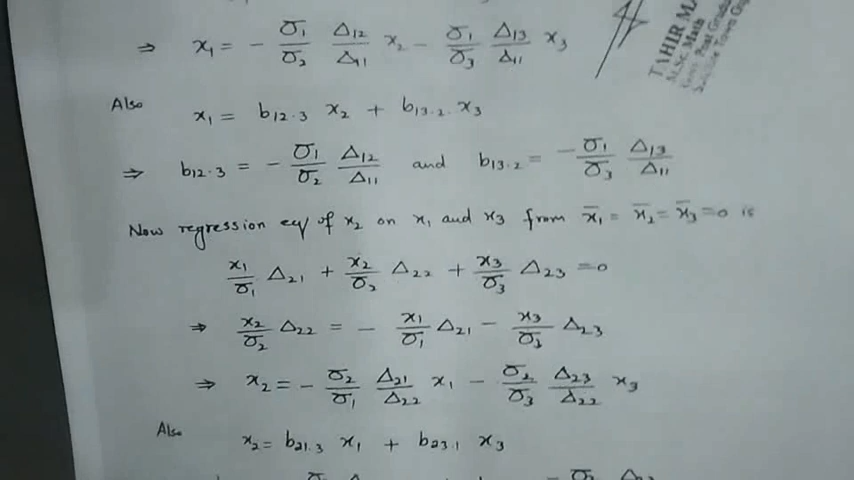 ⇒ x₁ = - σ₁/σ₂ Δ₁₂/Δ₁₁ x₂ - σ₁/σ₃ Δ₁₃/Δ₁₁ x₃
TAHIR
M.Sc. Math
Also x₁ = b₁₂.₃ x₂ + b₁₃.₂. x₃
⇒ b₁₂.₃ = - σ₁/σ₂ Δ₁₂/Δ₁₁ and b₁₃.₂ = - σ₁/σ₃ Δ₁₃/Δ₁₁
Now regression eq/ of x₂ on x₁ and x₃ from x̄₁ = x̄₂ = x̄₃ = 0 is
x₁/σ₁ Δ₂₁ + x₂/σ₂ Δ₂₂ + x₃/σ₃ Δ₂₃ = 0
⇒ x₂/σ₂ Δ₂₂ = - x₁/σ₁ Δ₂₁ - x₃/σ₃ Δ₂₃
⇒ x₂ = - σ₂/σ₁ Δ₂₁/Δ₂₂ x₁ - σ₂/σ₃ Δ₂₃/Δ₂₂ x₃
Also x₂ = b₂₁.₃ x₁ + b₂₃.₁ x₃